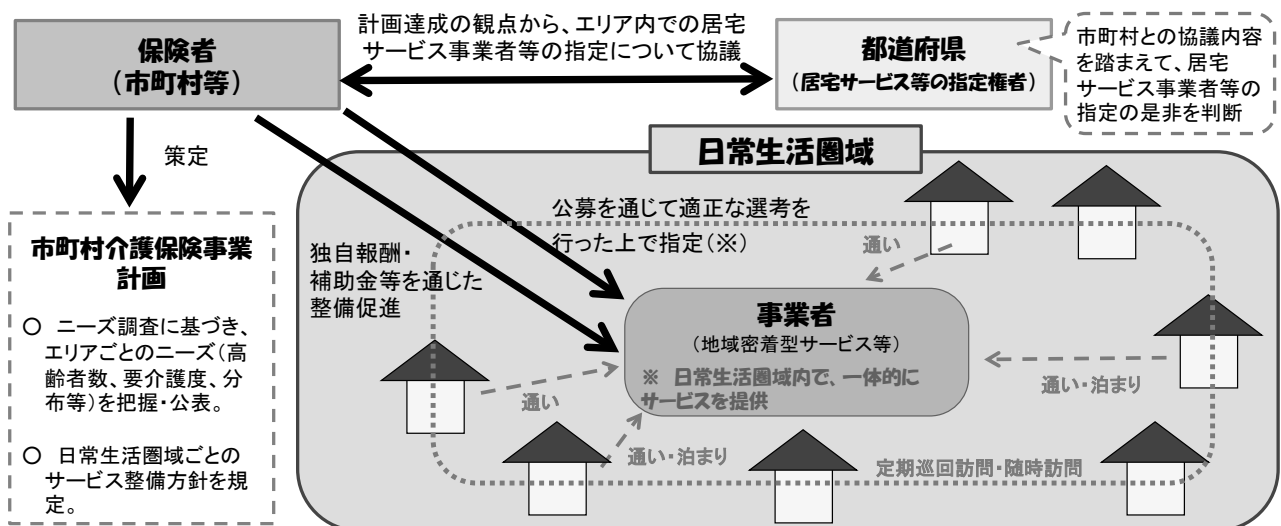 保険者
(市町村等)
計画達成の観点から、エリア内での居宅
サービス事業者等の指定について協議
都道府県
(居宅サービス等の指定権者)
市町村との協議内容
を踏まえて、居宅
サービス事業者等の
指定の是非を判断
策定
日常生活圏域
市町村介護保険事業
計画
○ ニーズ調査に基づき、
エリアごとのニーズ(高
齢者数、要介護度、分
布等)を把握・公表。
○ 日常生活圏域ごとの
サービス整備方針を規
定。
独自報酬・
補助金等を通じた
整備促進
公募を通じて適正な選考を
行った上で指定(※)
通い
事業者
(地域密着型サービス等)
※ 日常生活圏域内で、一体的に
サービスを提供
通い
通い・泊まり
通い・泊まり
定期巡回訪問・随時訪問